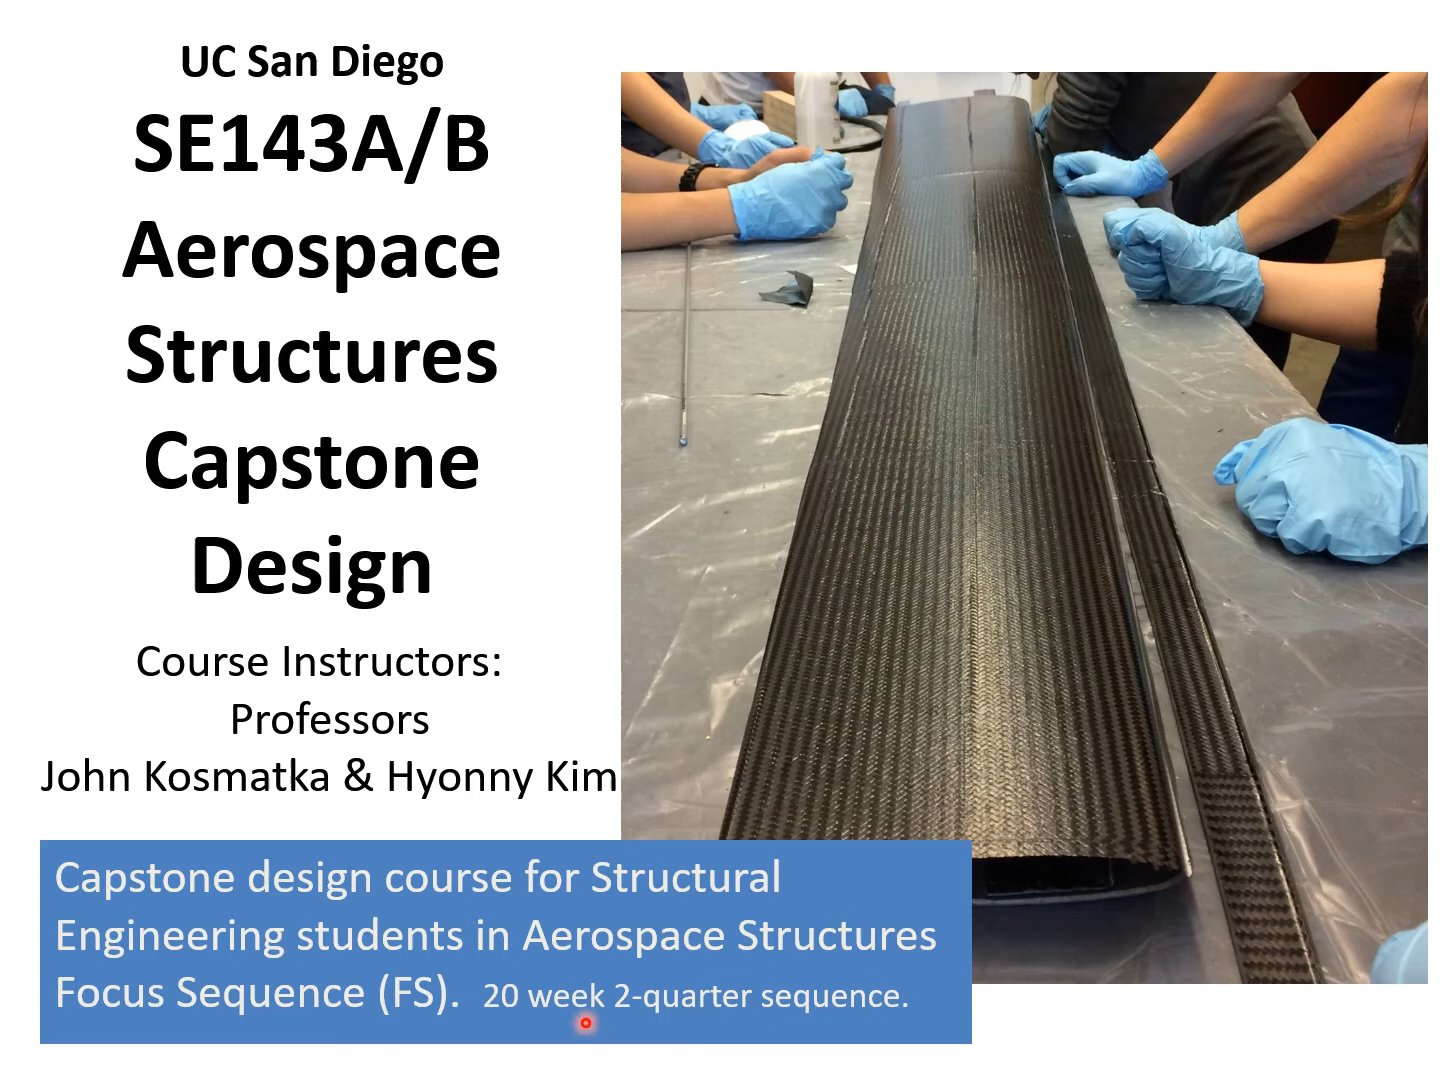 UC San Diego
SE143A/B
Aerospace
Structures
Capstone
Design
Course Instructors:
Professors
John Kosmatka & Hyonny Kim
Capstone design course for Structural
Engineering students in Aerospace Structures
Focus Sequence (FS). 20 week 2-quarter sequence.